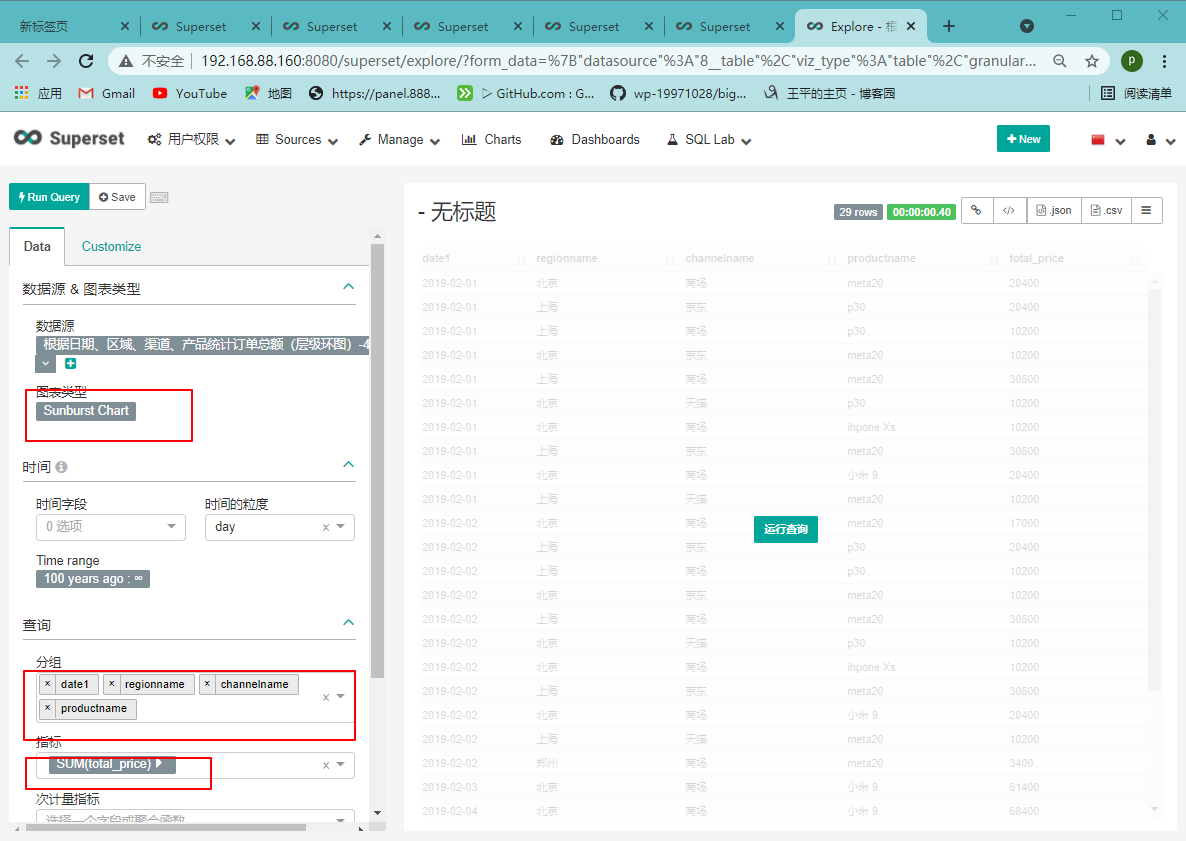 新标签页 Superset Superset Superset Superset Superset Explore - 根
不安全 192.168.88.160:8080/superset/explore/?form_data=%7B"datasource"%3A"8__table"%2C"viz_type"%3A"table"%2C"granular... P
应用 Gmail YouTube 地图 https://panel.888... ▷ GitHub.com : G... wp-19971028/big... 王平的主页 - 博客园 阅读清单
Superset 用户权限 Sources Manage Charts Dashboards SQL Lab New
Run Query Save
Data Customize
数据源 & 图表类型
数据源
根据日期、区域、渠道、产品统计订单总额（层级环图）-4
图表类型
Sunburst Chart
时间
时间字段 时间的粒度
0 选项 day
Time range
100 years ago : ∞
查询
分组
× date1 × regionname × channelname
× productname
指标
SUM(total_price)
次计量指标
选择一个字段或聚合函数
- 无标题
29 rows 00:00:00.40 </> .json .csv
date1 regionname channelname productname total_price
2019-02-01 北京 商场 meta20 20400
2019-02-01 上海 京东 p30 20400
2019-02-01 上海 商场 p30 10200
2019-02-01 北京 京东 meta20 10200
2019-02-01 上海 商场 meta20 30600
2019-02-01 北京 天猫 p30 10200
2019-02-01 北京 商场 ihpone Xs 10200
2019-02-01 上海 京东 meta20 30600
2019-02-01 北京 商场 小米 9 20400
2019-02-01 上海 天猫 meta20 10200
2019-02-02 北京 商场 meta20 17000
运行查询
2019-02-02 上海 京东 p30 20400
2019-02-02 上海 商场 p30 10200
2019-02-02 北京 京东 meta20 10200
2019-02-02 上海 商场 meta20 30600
2019-02-02 北京 天猫 p30 10200
2019-02-02 北京 商场 ihpone Xs 10200
2019-02-02 上海 京东 meta20 30600
2019-02-02 北京 商场 小米 9 20400
2019-02-02 上海 天猫 meta20 10200
2019-02-02 郑州 商场 meta20 3400
2019-02-03 北京 商场 小米 9 61400
2019-02-04 北京 商场 小米 9 68400